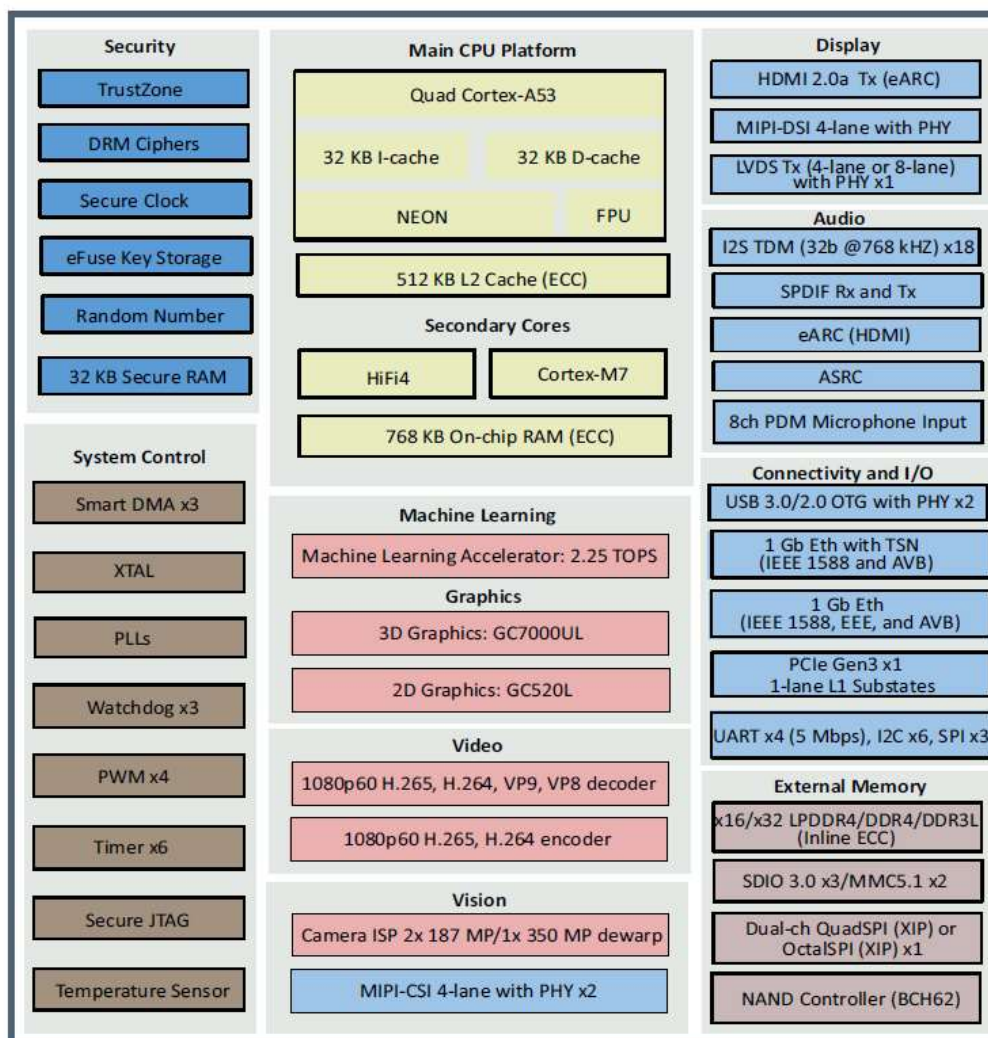 Security
TrustZone
DRM Ciphers
Secure Clock
eFuse Key Storage
Random Number
32 KB Secure RAM
System Control
Smart DMA x3
XTAL
PLLs
Watchdog x3
PWM x4
Timer x6
Secure JTAG
Temperature Sensor
Main CPU Platform
Quad Cortex-A53
32 KB I-cache
32 KB D-cache
NEON
FPU
512 KB L2 Cache (ECC)
Secondary Cores
HiFi4
Cortex-M7
768 KB On-chip RAM (ECC)
Machine Learning
Machine Learning Accelerator: 2.25 TOPS
Graphics
3D Graphics: GC7000UL
2D Graphics: GC520L
Video
1080p60 H.265, H.264, VP9, VP8 decoder
1080p60 H.265, H.264 encoder
Vision
Camera ISP 2x 187 MP/1x 350 MP dewarp
MIPI-CSI 4-lane with PHY x2
Display
HDMI 2.0a Tx (eARC)
MIPI-DSI 4-lane with PHY
LVDS Tx (4-lane or 8-lane)
with PHY x1
Audio
I2S TDM (32b @768 kHZ) x18
SPDIF Rx and Tx
eARC (HDMI)
ASRC
8ch PDM Microphone Input
Connectivity and I/O
USB 3.0/2.0 OTG with PHY x2
1 Gb Eth with TSN
(IEEE 1588 and AVB)
1 Gb Eth
(IEEE 1588, EEE, and AVB)
PCIe Gen3 x1
1-lane L1 Substates
UART x4 (5 Mbps), I2C x6, SPI x3
External Memory
x16/x32 LPDDR4/DDR4/DDR3L
(Inline ECC)
SDIO 3.0 x3/MMC5.1 x2
Dual-ch QuadSPI (XIP) or
OctalSPI (XIP) x1
NAND Controller (BCH62)